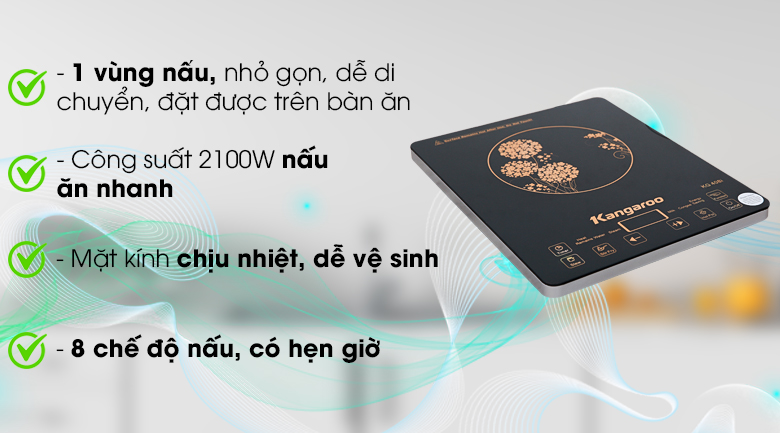 - 1 vùng nấu, nhỏ gọn, dễ di
chuyển, đặt được trên bàn ăn
- Công suất 2100W nấu
ăn nhanh
- Mặt kính chịu nhiệt, dễ vệ sinh
- 8 chế độ nấu, có hẹn giờ
Kangaroo